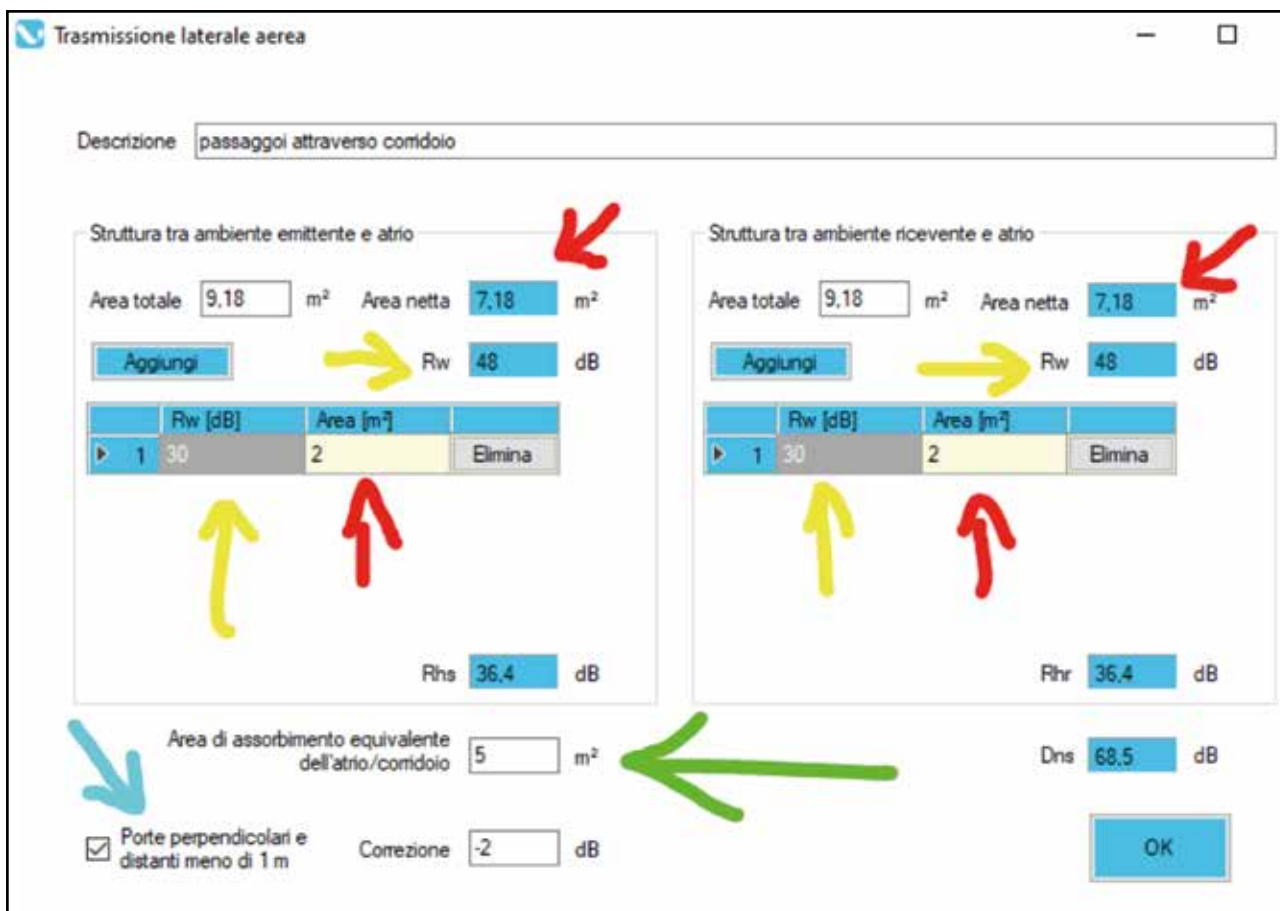 Trasmissione laterale aerea
Descrizione passaggoi attraverso corridoio
Struttura tra ambiente emittente e atrio
Area totale 9,18 m² Area netta 7,18 m²
Aggiungi Rw 48 dB
Rw [dB] Area [m²]
1 30 2 Elimina
Rhs 36,4 dB
Struttura tra ambiente ricevente e atrio
Area totale 9,18 m² Area netta 7,18 m²
Aggiungi Rw 48 dB
Rw [dB] Area [m²]
1 30 2 Elimina
Rhr 36,4 dB
Area di assorbimento equivalente
dell'atrio/corridoio 5 m²
Dns 68,5 dB
Porte perpendicolari e
distanti meno di 1 m
Correzione -2 dB
OK